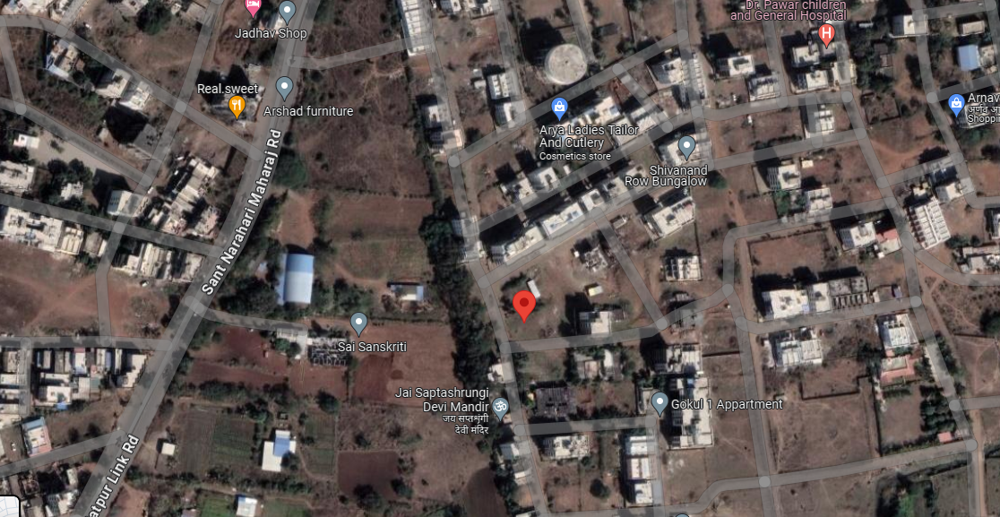 Dr. Pawar children
and General Hospital
H
Jadhav Shop
Real sweet
Arshad furniture
Arnav
अर्णव अ
Shoppi
Arya Ladies Tailor
And Cutlery
Cosmetics store
Shivanand
Row Bungalow
Sant Narahari Maharaj Rd
Sai Sanskriti
Jai Saptashrungi
Devi Mandir
जय सप्तशृंगी
देवी मंदिर
ॐ
Gokul 1 Appartment
atpur Link Rd